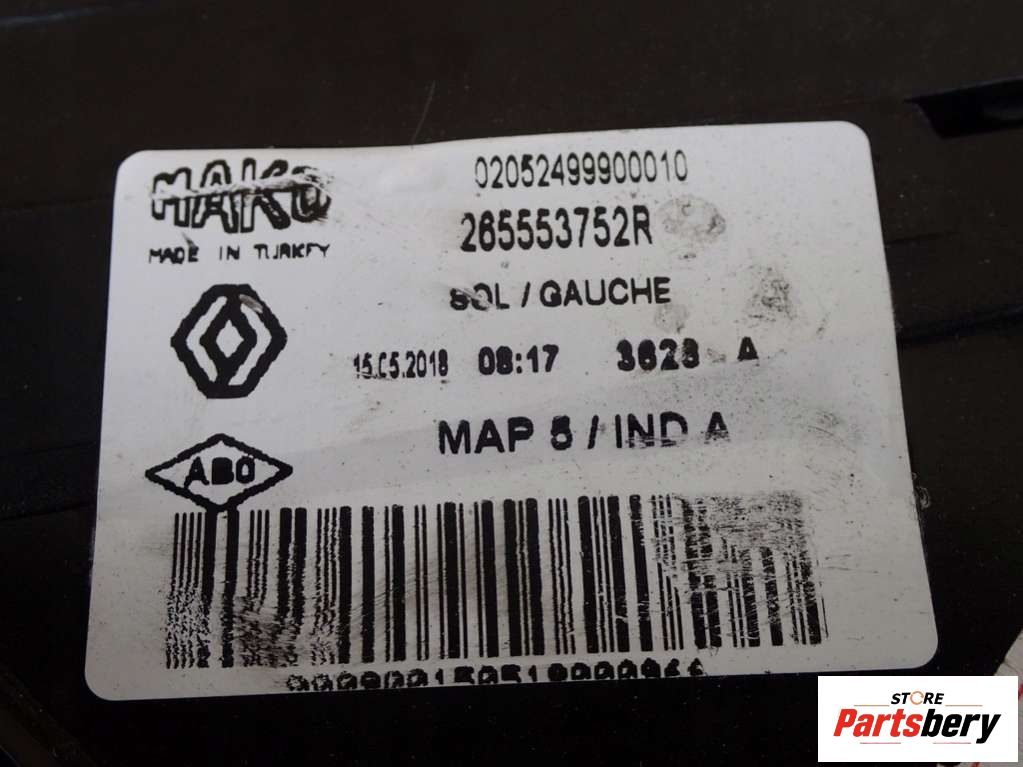 MAKO
MADE IN TURKEY
02052499900010
265553752R
SOL / GAUCHE
15.05.2018 08:17 3628 A
MAP 5 / IND A
ABO
STORE
Partsbery